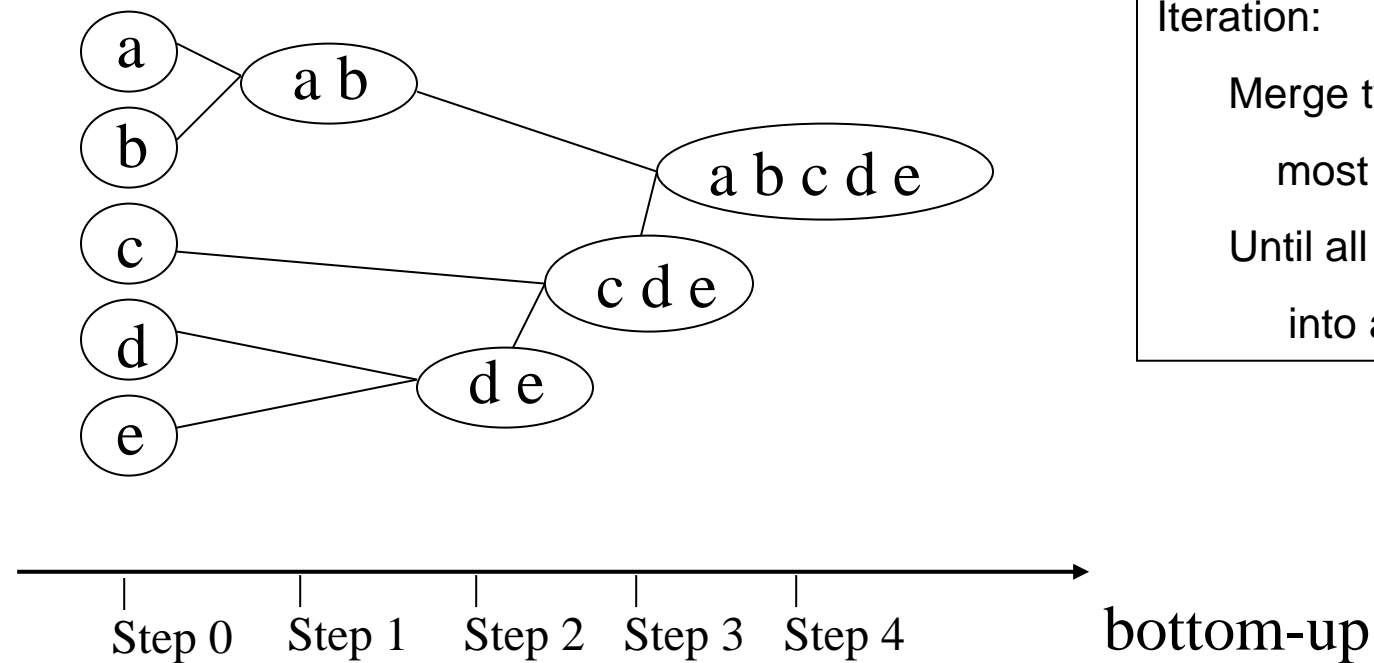 a
b
c
d
e
a b
d e
c d e
a b c d e
Iteration:
Merge t
most
Until all
into a
Step 0 Step 1 Step 2 Step 3 Step 4
bottom-up